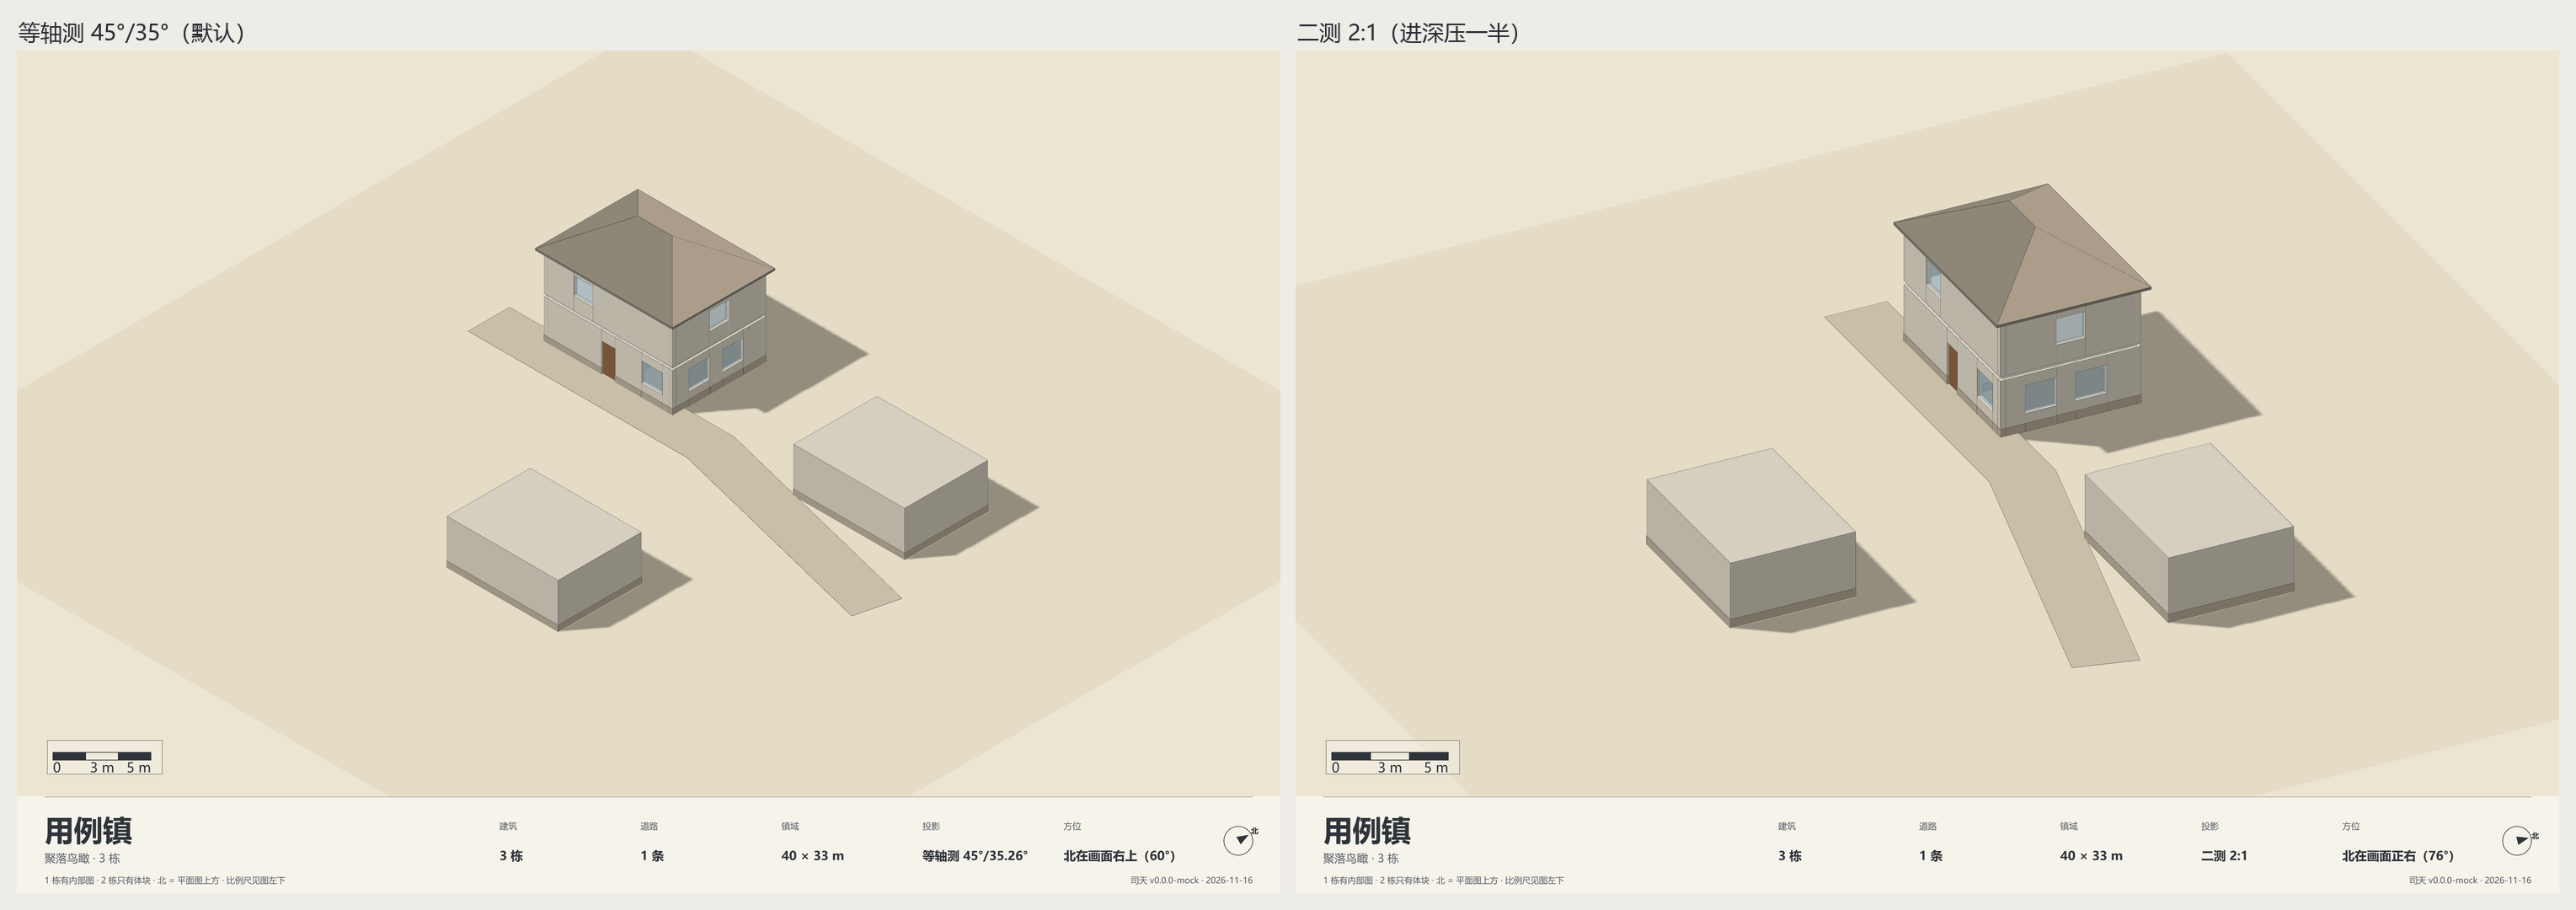 等轴测 45°/35°（默认）
0 3 m 5 m
用例镇
聚落鸟瞰 · 3 栋
建筑
3 栋
道路
1 条
镇域
40 × 33 m
投影
等轴测 45°/35.26°
方位
北在画面右上（60°）
北
1 栋有内部图 · 2 栋只有体块 · 北 = 平面图上方 · 比例尺见图左下
司天 v0.0.0-mock · 2026-11-16
二测 2:1（进深压一半）
0 3 m 5 m
用例镇
聚落鸟瞰 · 3 栋
建筑
3 栋
道路
1 条
镇域
40 × 33 m
投影
二测 2:1
方位
北在画面正右（76°）
北
1 栋有内部图 · 2 栋只有体块 · 北 = 平面图上方 · 比例尺见图左下
司天 v0.0.0-mock · 2026-11-16